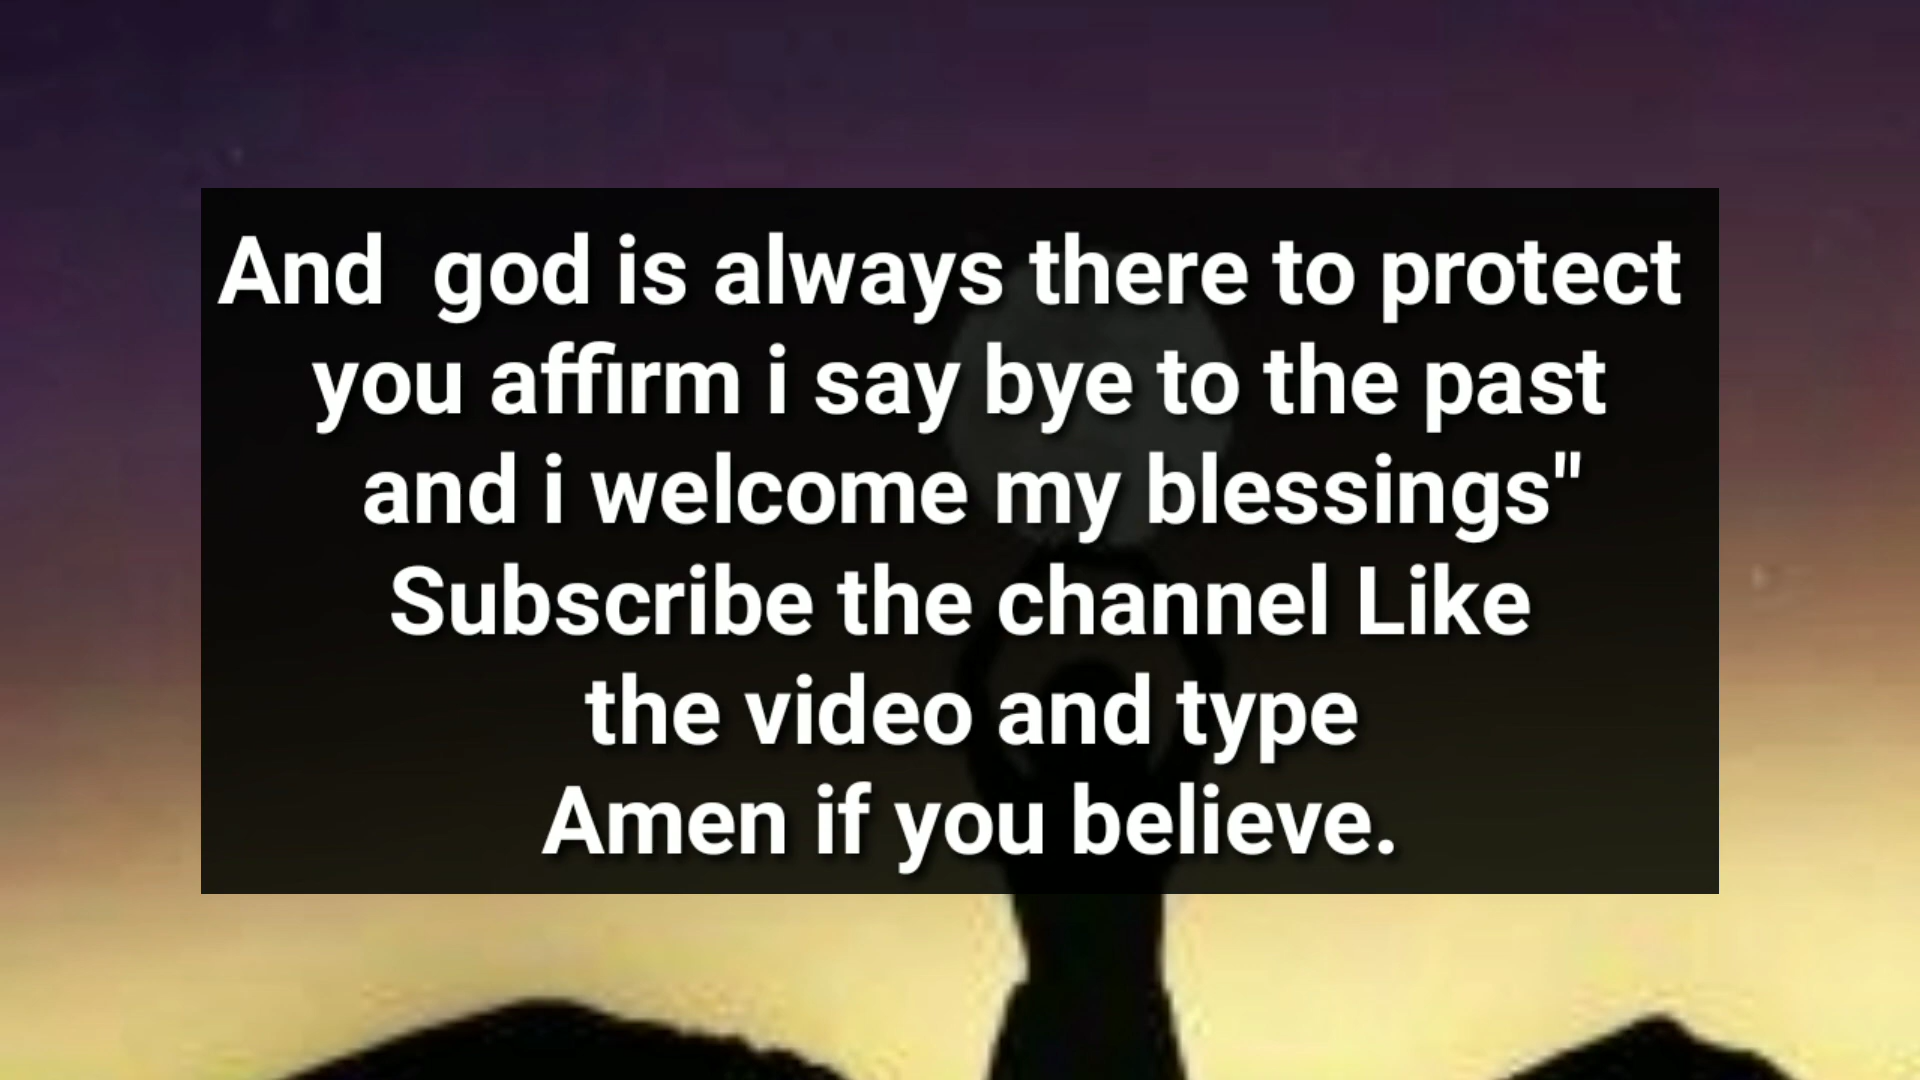 And  god is always there to protect
you affirm i say bye to the past
and i welcome my blessings"
Subscribe the channel Like
the video and type
Amen if you believe.